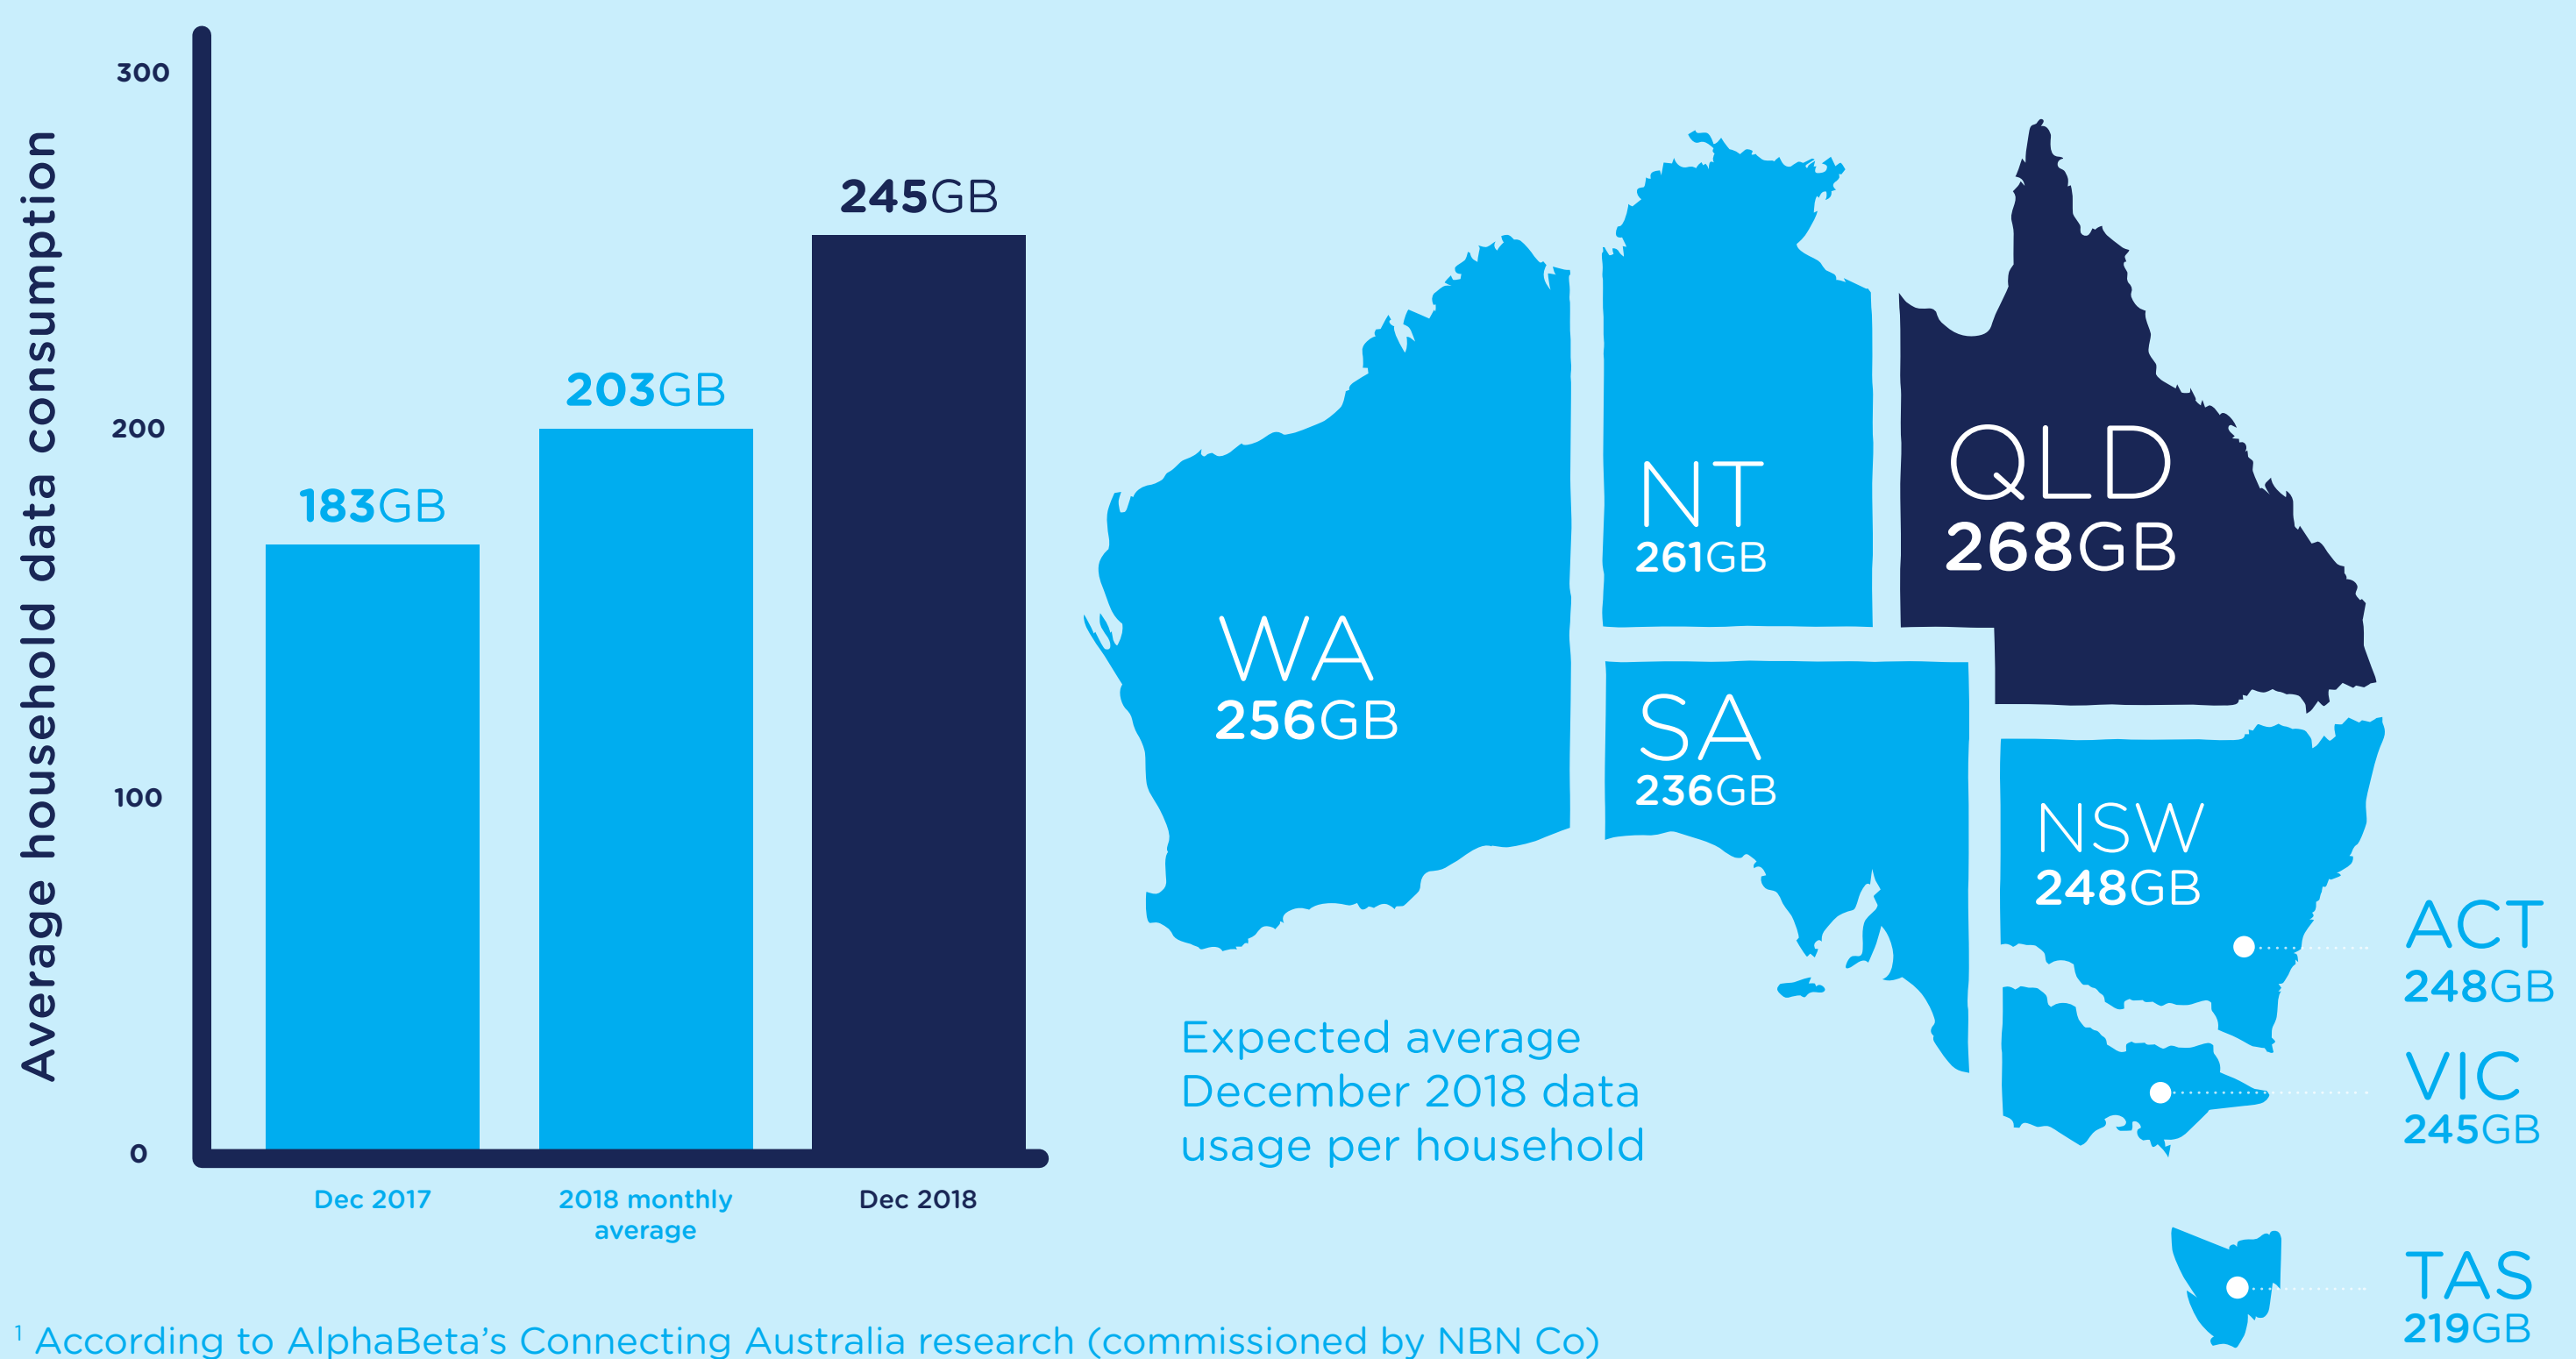 Average household data consumption
300
200
100
0
183GB
203GB
245GB
Dec 2017
2018 monthly
average
Dec 2018
WA
256GB
NT
261GB
QLD
268GB
SA
236GB
NSW
248GB
ACT
248GB
VIC
245GB
TAS
219GB
Expected average
December 2018 data
usage per household
¹ According to AlphaBeta’s Connecting Australia research (commissioned by NBN Co)